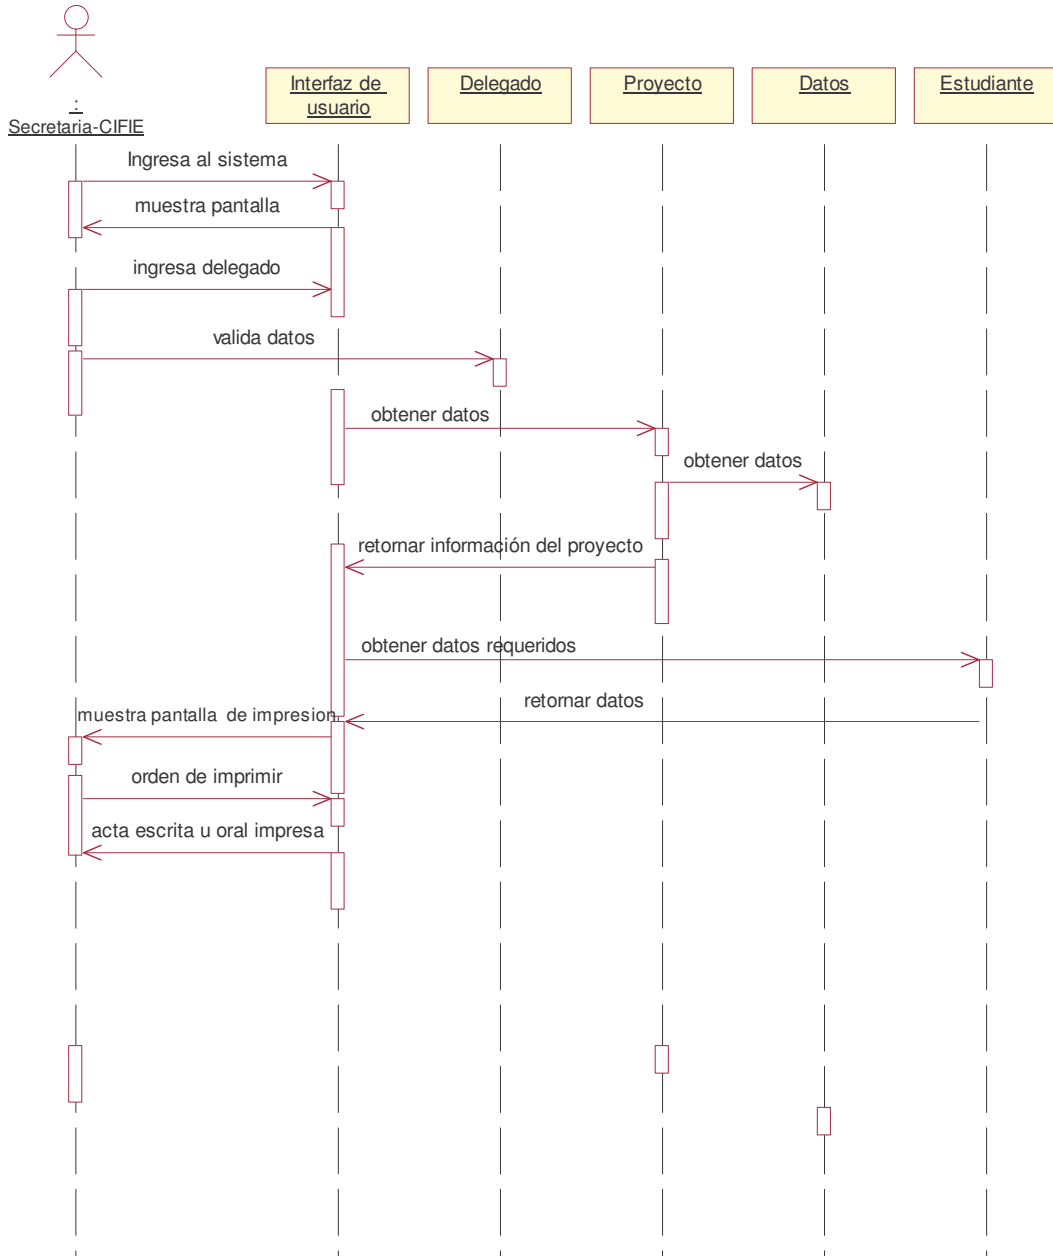 :
Secretaria-CIFIE
Interfaz de
usuario
Delegado
Proyecto
Datos
Estudiante
Ingresa al sistema
muestra pantalla
ingresa delegado
valida datos
obtener datos
obtener datos
retornar información del proyecto
obtener datos requeridos
retornar datos
muestra pantalla de impresion
orden de imprimir
acta escrita u oral impresa